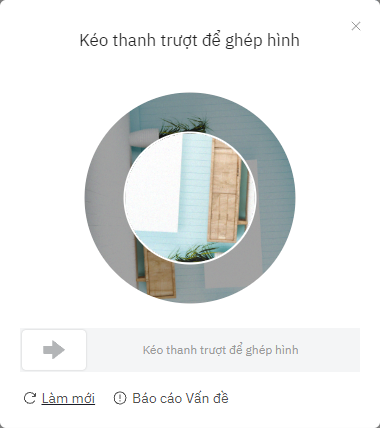 Kéo thanh trượt để ghép hình
Kéo thanh trượt để ghép hình
Làm mới
Báo cáo Vấn đề